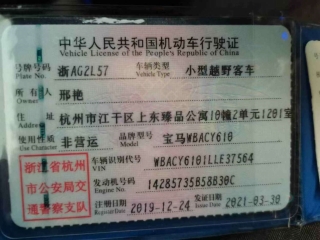 中华人民共和国机动车行驶证
Vehicle License of the People's Republic of China
号牌号码 浙AG2L57 车辆类型 小型越野客车
Plate No. Vehicle Type
所有人 邢艳
Owner
住址 杭州市江干区上东臻品公寓10幢2单元1201室
Address
使用性质 非营运 品牌型号 宝马WBACY610
Use Character Model
浙江省杭州
市公安局交
通警察支队
车辆识别代号 WBACY6101LLE37564
VIN
发动机号码 14285735B58B30C
Engine No.
注册日期 2019-12-24 发证日期 2021-03-30
Register Date Issue Date